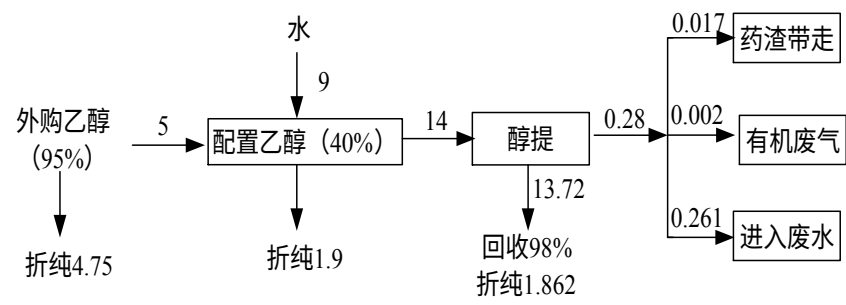 水
0.017
药渣带走
9
外购乙醇
（95%）
5
配置乙醇（40%）
14
醇提
0.28
0.002
有机废气
13.72
0.261
进入废水
折纯4.75
折纯1.9
回收98%
折纯1.862